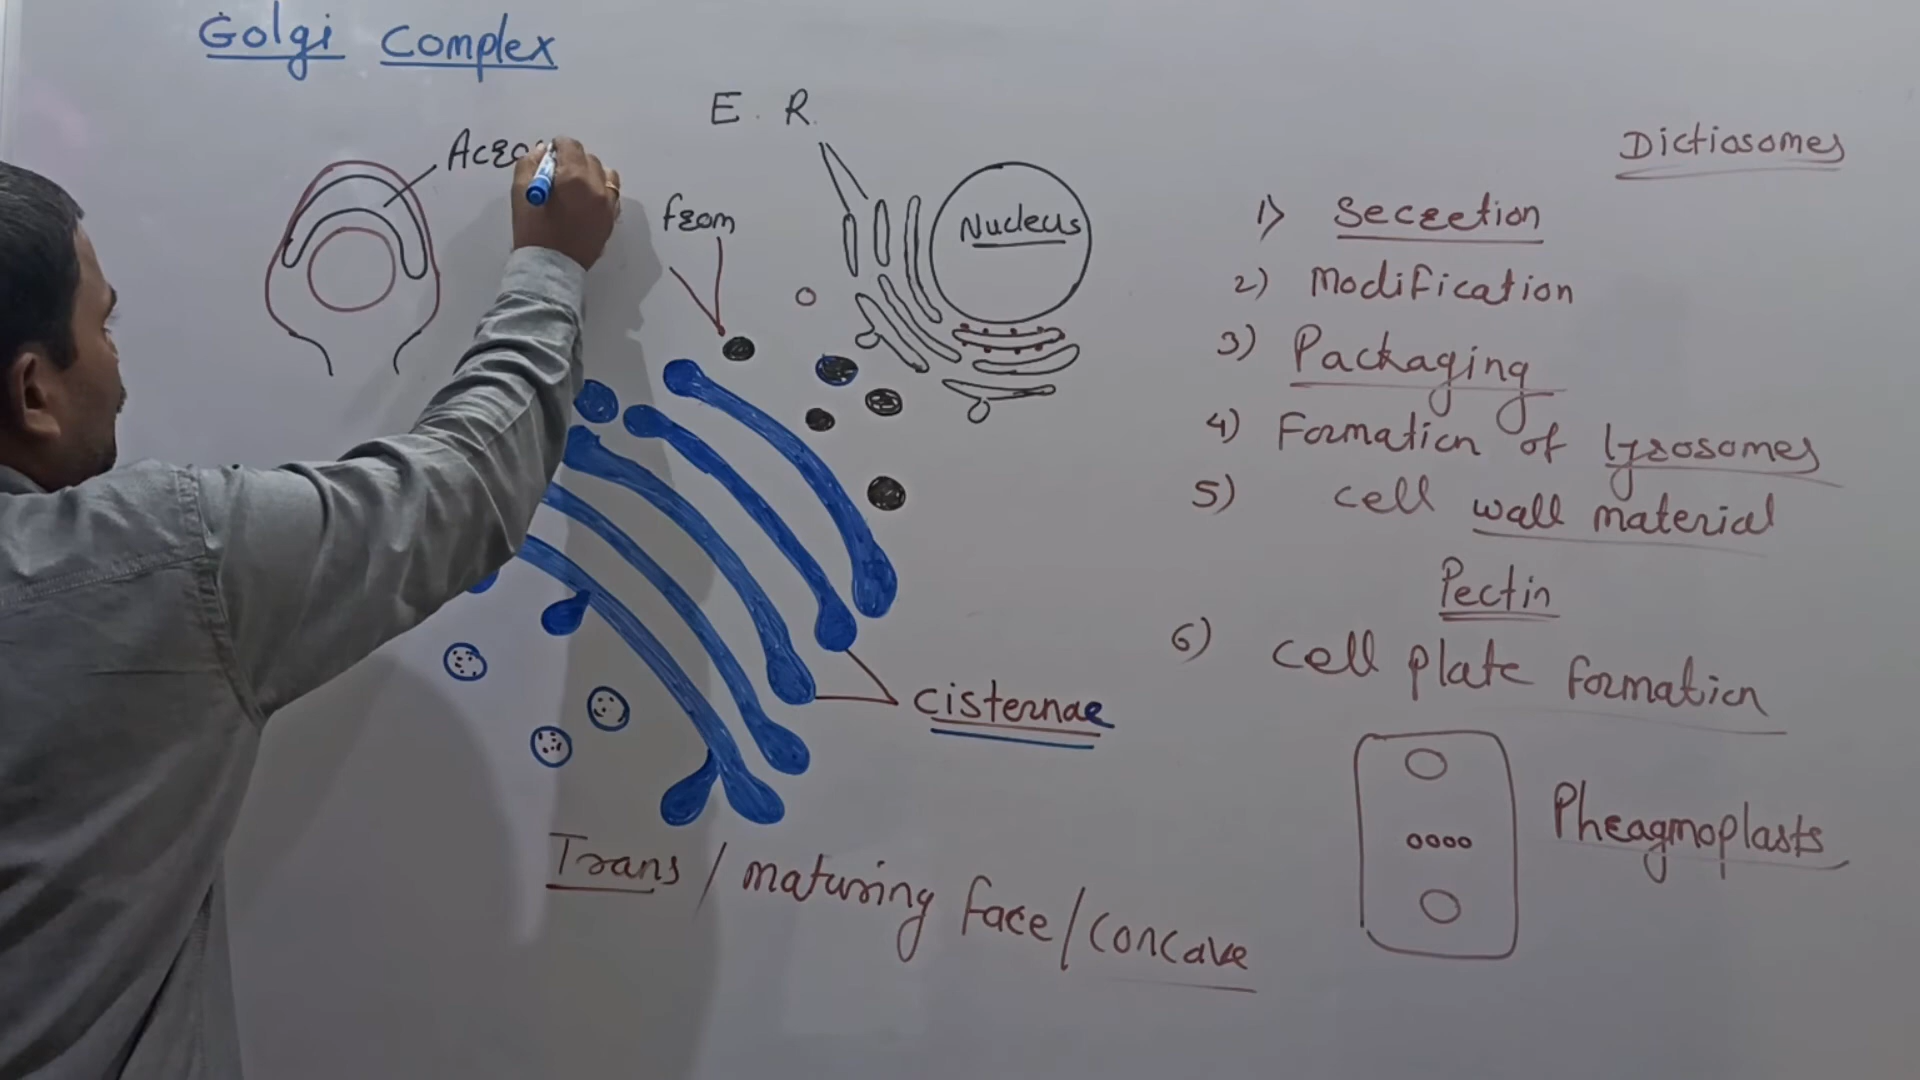 Golgi Complex
E. R.
from
Nucleus
Cisternae
Trans / maturing face / concave
Dictiosomes
1) Secretion
2) Modification
3) Packaging
4) Formation of lysosomes
5) cell wall material
Pectin
6) cell plate formation
Phragmoplasts